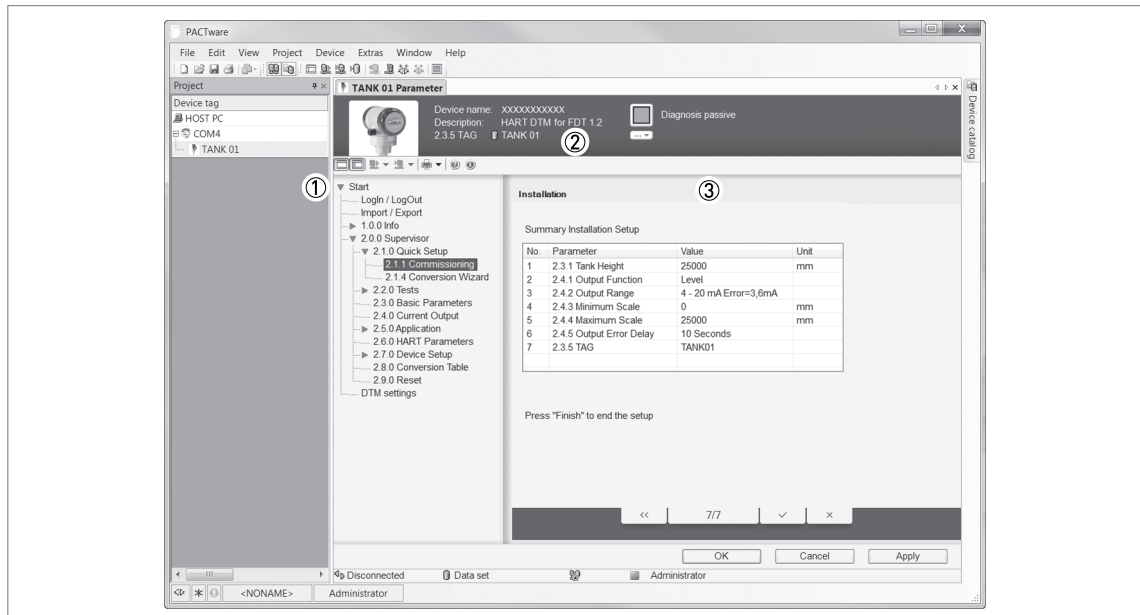 PACTware
File Edit View Project Device Extras Window Help
Project
TANK 01 Parameter
Device tag
HOST PC
COM4
TANK 01
Device name: XXXXXXXXXXX
Description: HART DTM for FDT 1.2
2.3.5 TAG TANK 01
Diagnosis passive
Device catalog
①
②
③
Start
LogIn / LogOut
Import / Export
1.0.0 Info
2.0.0 Supervisor
2.1.0 Quick Setup
2.1.1 Commissioning
2.1.4 Conversion Wizard
2.2.0 Tests
2.3.0 Basic Parameters
2.4.0 Current Output
2.5.0 Application
2.6.0 HART Parameters
2.7.0 Device Setup
2.8.0 Conversion Table
2.9.0 Reset
DTM settings
Installation
Summary Installation Setup
No. Parameter Value Unit
1 2.3.1 Tank Height 25000 mm
2 2.4.1 Output Function Level
3 2.4.2 Output Range 4 - 20 mA Error=3,6mA
4 2.4.3 Minimum Scale 0 mm
5 2.4.4 Maximum Scale 25000 mm
6 2.4.5 Output Error Delay 10 Seconds
7 2.3.5 TAG TANK01
Press "Finish" to end the setup
<< 7/7
OK Cancel Apply
Disconnected Data set Administrator
<NONAME> Administrator